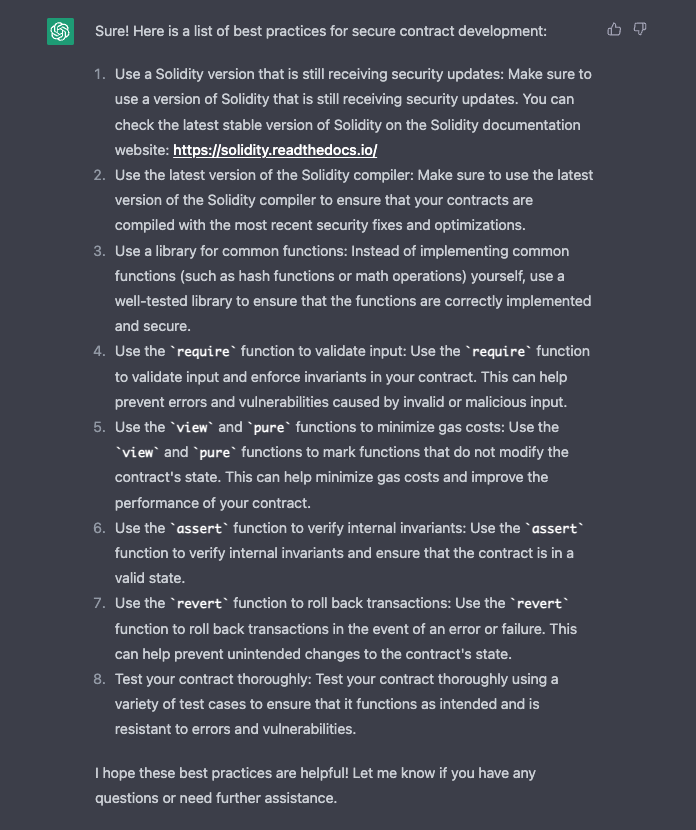 Sure! Here is a list of best practices for secure contract development:
1. Use a Solidity version that is still receiving security updates: Make sure to
use a version of Solidity that is still receiving security updates. You can
check the latest stable version of Solidity on the Solidity documentation
website: https://solidity.readthedocs.io/
2. Use the latest version of the Solidity compiler: Make sure to use the latest
version of the Solidity compiler to ensure that your contracts are
compiled with the most recent security fixes and optimizations.
3. Use a library for common functions: Instead of implementing common
functions (such as hash functions or math operations) yourself, use a
well-tested library to ensure that the functions are correctly implemented
and secure.
4. Use the `require` function to validate input: Use the `require` function
to validate input and enforce invariants in your contract. This can help
prevent errors and vulnerabilities caused by invalid or malicious input.
5. Use the `view` and `pure` functions to minimize gas costs: Use the
`view` and `pure` functions to mark functions that do not modify the
contract's state. This can help minimize gas costs and improve the
performance of your contract.
6. Use the `assert` function to verify internal invariants: Use the `assert`
function to verify internal invariants and ensure that the contract is in a
valid state.
7. Use the `revert` function to roll back transactions: Use the `revert`
function to roll back transactions in the event of an error or failure. This
can help prevent unintended changes to the contract's state.
8. Test your contract thoroughly: Test your contract thoroughly using a
variety of test cases to ensure that it functions as intended and is
resistant to errors and vulnerabilities.
I hope these best practices are helpful! Let me know if you have any
questions or need further assistance.